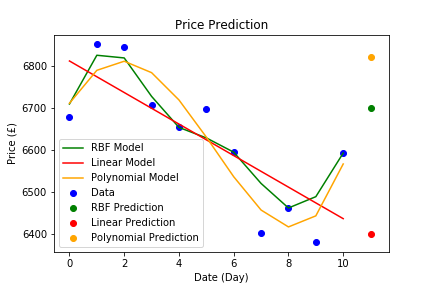 Price Prediction
Price (£)
6800
6700
6600
6500
6400
RBF Model
Linear Model
Polynomial Model
Data
RBF Prediction
Linear Prediction
Polynomial Prediction
0 2 4 6 8 10
Date (Day)